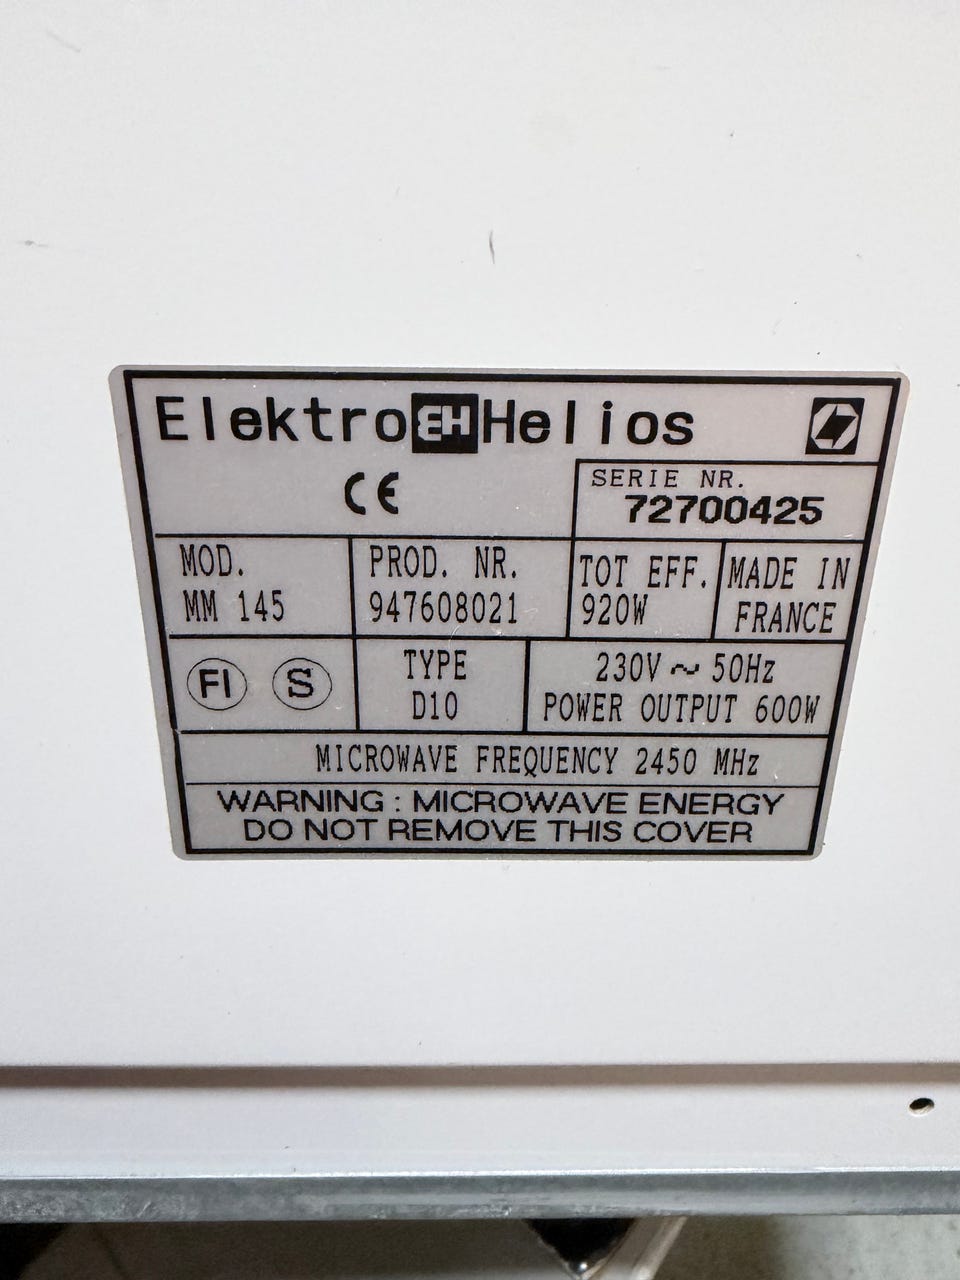 Elektro EH Helios
CE
SERIE NR.
72700425
MOD.
MM 145
PROD. NR.
947608021
TOT EFF.
920W
MADE IN
FRANCE
FI S
TYPE
D10
230V ~ 50Hz
POWER OUTPUT 600W
MICROWAVE FREQUENCY 2450 MHz
WARNING : MICROWAVE ENERGY
DO NOT REMOVE THIS COVER